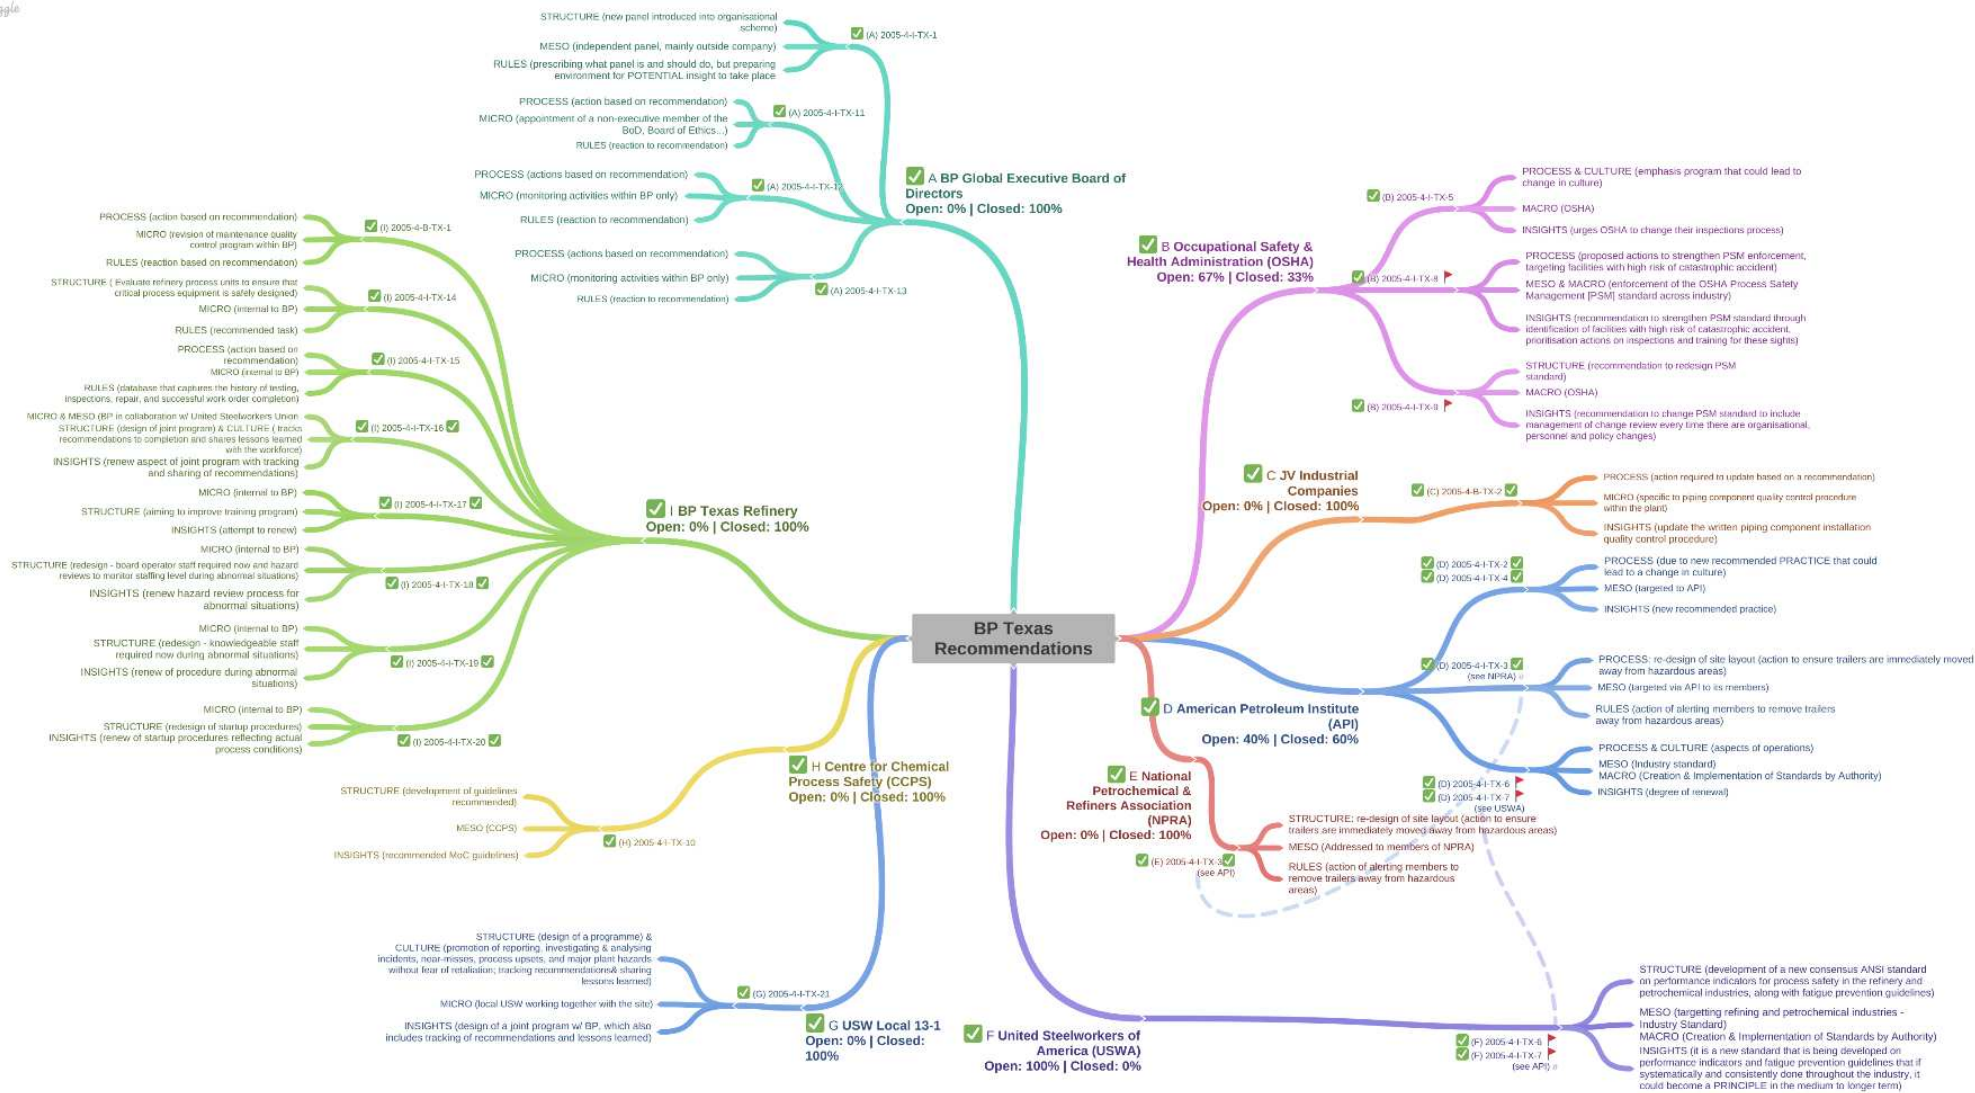 STRUCTURE (new panel introduced into organisational
scheme)
MESO (independent panel, mainly outside company)
RULES (prescribing what panel is and should do, but preparing
environment for POTENTIAL insight to take place
(A) 2005-4-I-TX-1
PROCESS (action based on recommendation)
MICRO (appointment of a non-executive member of the
BoD, Board of Ethics...)
RULES (reaction to recommendation)
(A) 2005-4-I-TX-11
PROCESS (actions based on recommendation)
MICRO (monitoring activities within BP only)
RULES (reaction to recommendation)
(A) 2005-4-I-TX-12
PROCESS (actions based on recommendation)
MICRO (monitoring activities within BP only)
RULES (reaction to recommendation)
(A) 2005-4-I-TX-13
A BP Global Executive Board of
Directors
Open: 0% | Closed: 100%
PROCESS (action based on recommendation)
MICRO (revision of maintenance quality
control program within BP)
RULES (reaction based on recommendation)
(I) 2005-4-B-TX-1
STRUCTURE ( Evaluate refinery process units to ensure that
critical process equipment is safely designed)
MICRO (internal to BP)
RULES (recommended task)
(I) 2005-4-I-TX-14
PROCESS (action based on
recommendation)
MICRO (internal to BP)
RULES (database that captures the history of testing,
inspections, repair, and successful work order completion)
(I) 2005-4-I-TX-15
MICRO & MESO (BP in collaboration w/ United Steelworkers Union
STRUCTURE (design of joint program) & CULTURE ( tracks
recommendations to completion and shares lessons learned
with the workforce)
INSIGHTS (renew aspect of joint program with tracking
and sharing of recommendations)
(I) 2005-4-I-TX-16
MICRO (internal to BP)
STRUCTURE (aiming to improve training program)
INSIGHTS (attempt to renew)
(I) 2005-4-I-TX-17
MICRO (internal to BP)
STRUCTURE (redesign - board operator staff required now and hazard
reviews to monitor staffing level during abnormal situations)
INSIGHTS (renew hazard review process for
abnormal situations)
(I) 2005-4-I-TX-18
MICRO (internal to BP)
STRUCTURE (redesign - knowledgeable staff
required now during abnormal situations)
INSIGHTS (renew of procedure during abnormal
situations)
(I) 2005-4-I-TX-19
MICRO (internal to BP)
STRUCTURE (redesign of startup procedures)
INSIGHTS (renew of startup procedures reflecting actual
process conditions)
(I) 2005-4-I-TX-20
I BP Texas Refinery
Open: 0% | Closed: 100%
BP Texas
Recommendations
B Occupational Safety &
Health Administration (OSHA)
Open: 67% | Closed: 33%
(B) 2005-4-I-TX-5
PROCESS & CULTURE (emphasis program that could lead to
change in culture)
MACRO (OSHA)
INSIGHTS (urges OSHA to change their inspections process)
(B) 2005-4-I-TX-8
PROCESS (proposed actions to strengthen PSM enforcement,
targeting facilities with high risk of catastrophic accident)
MESO & MACRO (enforcement of the OSHA Process Safety
Management [PSM] standard across industry)
INSIGHTS (recommendation to strengthen PSM standard through
identification of facilities with high risk of catastrophic accident,
prioritisation actions on inspections and training for these sights)
(B) 2005-4-I-TX-9
STRUCTURE (recommendation to redesign PSM
standard)
MACRO (OSHA)
INSIGHTS (recommendation to change PSM standard to include
management of change review every time there are organisational,
personnel and policy changes)
C JV Industrial
Companies
Open: 0% | Closed: 100%
(C) 2005-4-B-TX-2
PROCESS (action required to update based on a recommendation)
MICRO (specific to piping component quality control procedure
within the plant)
INSIGHTS (update the written piping component installation
quality control procedure)
D American Petroleum Institute
(API)
Open: 40% | Closed: 60%
(D) 2005-4-I-TX-2
(D) 2005-4-I-TX-4
PROCESS (due to new recommended PRACTICE that could
lead to a change in culture)
MESO (targeted to API)
INSIGHTS (new recommended practice)
(D) 2005-4-I-TX-3
(see NPRA)
PROCESS: re-design of site layout (action to ensure trailers are immediately moved
away from hazardous areas)
MESO (targeted via API to its members)
RULES (action of alerting members to remove trailers
away from hazardous areas)
(D) 2005-4-I-TX-6
(D) 2005-4-I-TX-7
(see USWA)
PROCESS & CULTURE (aspects of operations)
MESO (Industry standard)
MACRO (Creation & Implementation of Standards by Authority)
INSIGHTS (degree of renewal)
E National
Petrochemical &
Refiners Association
(NPRA)
Open: 0% | Closed: 100%
(E) 2005-4-I-TX-3
(see API)
STRUCTURE: re-design of site layout (action to ensure
trailers are immediately moved away from hazardous areas)
MESO (Addressed to members of NPRA)
RULES (action of alerting members to
remove trailers away from hazardous
areas)
H Centre for Chemical
Process Safety (CCPS)
Open: 0% | Closed: 100%
STRUCTURE (development of guidelines
recommended)
MESO (CCPS)
INSIGHTS (recommended MoC guidelines)
(H) 2005-4-I-TX-10
STRUCTURE (design of a programme) &
CULTURE (promotion of reporting, investigating & analysing
incidents, near-misses, process upsets, and major plant hazards
without fear of retaliation; tracking recommendations& sharing
lessons learned)
MICRO (local USW working together with the site)
INSIGHTS (design of a joint program w/ BP, which also
includes tracking of recommendations and lessons learned)
(G) 2005-4-I-TX-21
G USW Local 13-1
Open: 0% | Closed:
100%
F United Steelworkers of
America (USWA)
Open: 100% | Closed: 0%
(F) 2005-4-I-TX-6
(F) 2005-4-I-TX-7
(see API)
STRUCTURE (development of a new consensus ANSI standard
on performance indicators for process safety in the refinery and
petrochemical industries, along with fatigue prevention guidelines)
MESO (targetting refining and petrochemical industries -
Industry Standard)
MACRO (Creation & Implementation of Standards by Authority)
INSIGHTS (it is a new standard that is being developed on
performance indicators and fatigue prevention guidelines that if
systematically and consistently done throughout the industry, it
could become a PRINCIPLE in the medium to longer term)